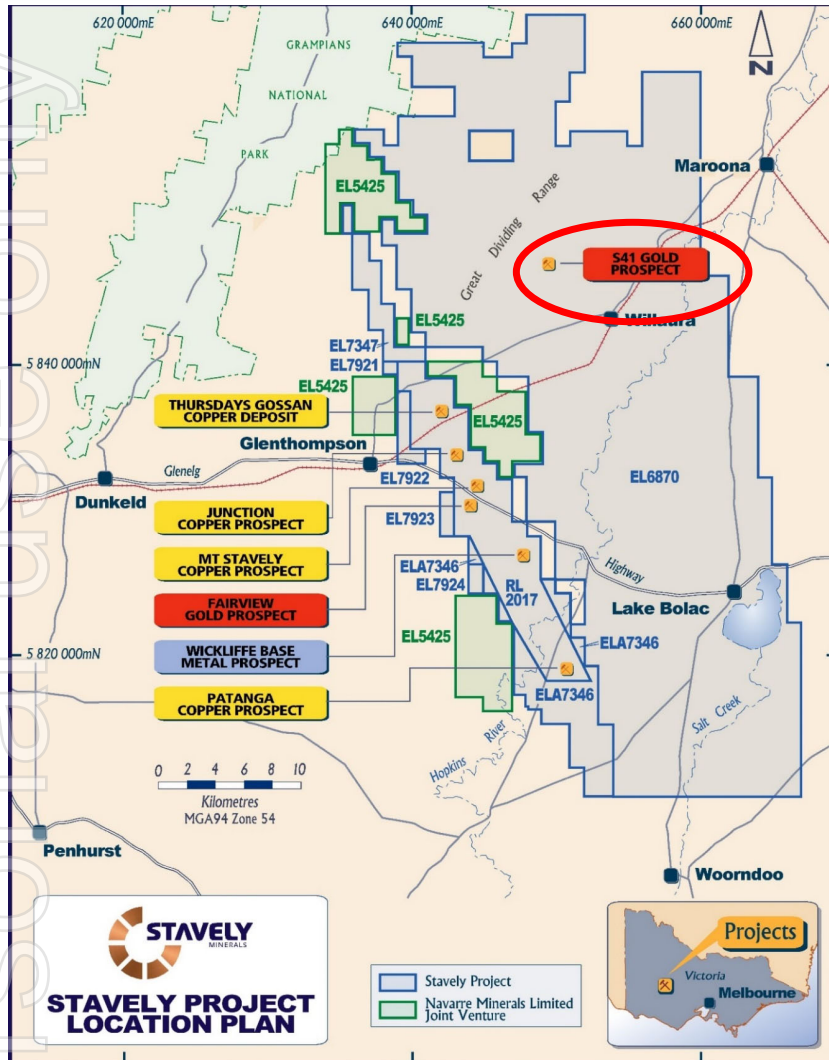 620 000mE
640 000mE
660 000mE
GRAMPIANS
NATIONAL
PARK
N
Maroona
EL5425
Great Dividing Range
S41 GOLD
PROSPECT
Willaura
EL5425
EL7347
5 840 000mN
EL7921
EL5425
THURSDAYS GOSSAN
COPPER DEPOSIT
EL5425
Glenthompson
Glenelg
Dunkeld
EL7922
EL6870
JUNCTION
COPPER PROSPECT
EL7923
MT STAVELY
COPPER PROSPECT
ELA7346
Highway
EL7924
RL
2017
FAIRVIEW
GOLD PROSPECT
Lake Bolac
EL5425
ELA7346
5 820 000mN
WICKLIFFE BASE
METAL PROSPECT
ELA7346
PATANGA
COPPER PROSPECT
Salt Creek
Hopkins River
0 2 4 6 8 10
Kilometres
MGA94 Zone 54
Penhurst
Woorndoo
STAVELY
MINERALS
STAVELY PROJECT
LOCATION PLAN
Stavely Project
Navarre Minerals Limited
Joint Venture
Projects
Victoria
Melbourne